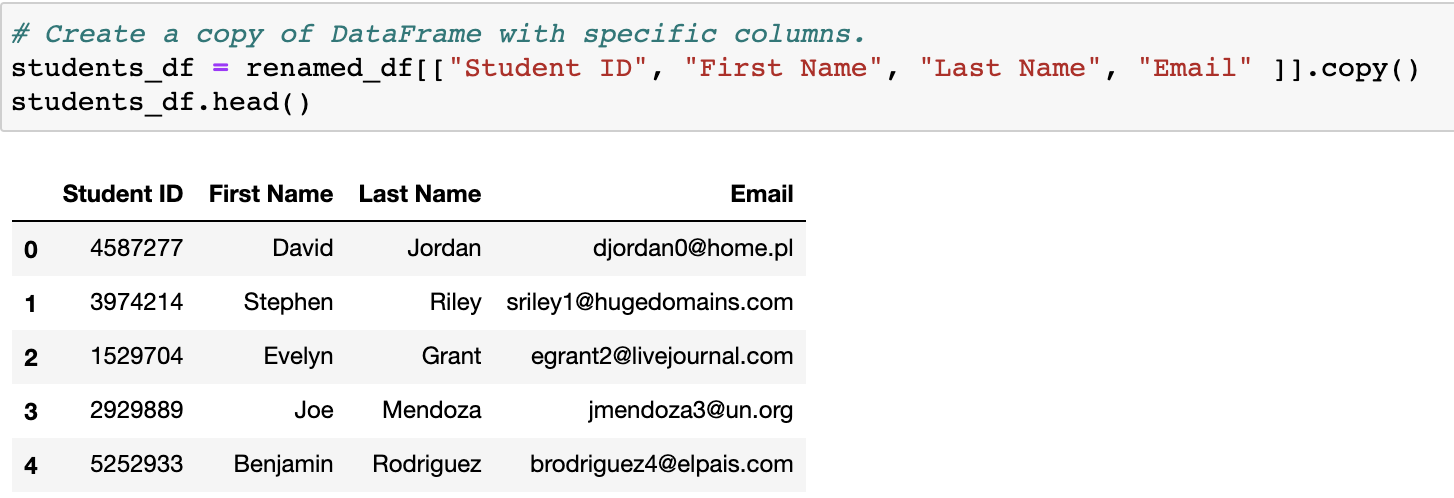 # Create a copy of DataFrame with specific columns.
students_df = renamed_df[["Student ID", "First Name", "Last Name", "Email" ]].copy()
students_df.head()
Student ID First Name Last Name Email
0 4587277 David Jordan djordan0@home.pl
1 3974214 Stephen Riley sriley1@hugedomains.com
2 1529704 Evelyn Grant egrant2@livejournal.com
3 2929889 Joe Mendoza jmendoza3@un.org
4 5252933 Benjamin Rodriguez brodriguez4@elpais.com